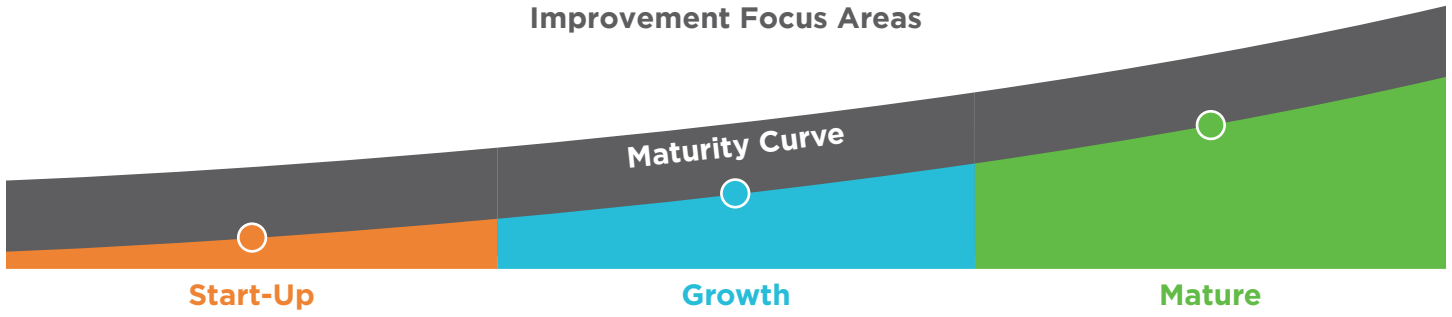 Improvement Focus Areas
Maturity Curve
Start-Up
Growth
Mature